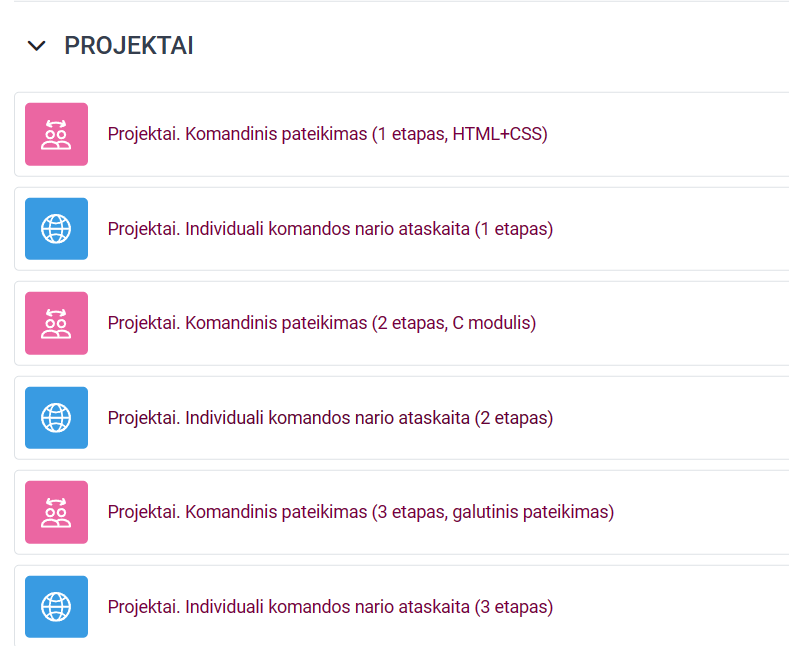 PROJEKTAI
Projektai. Komandinis pateikimas (1 etapas, HTML+CSS)
Projektai. Individuali komandos nario ataskaita (1 etapas)
Projektai. Komandinis pateikimas (2 etapas, C modulis)
Projektai. Individuali komandos nario ataskaita (2 etapas)
Projektai. Komandinis pateikimas (3 etapas, galutinis pateikimas)
Projektai. Individuali komandos nario ataskaita (3 etapas)